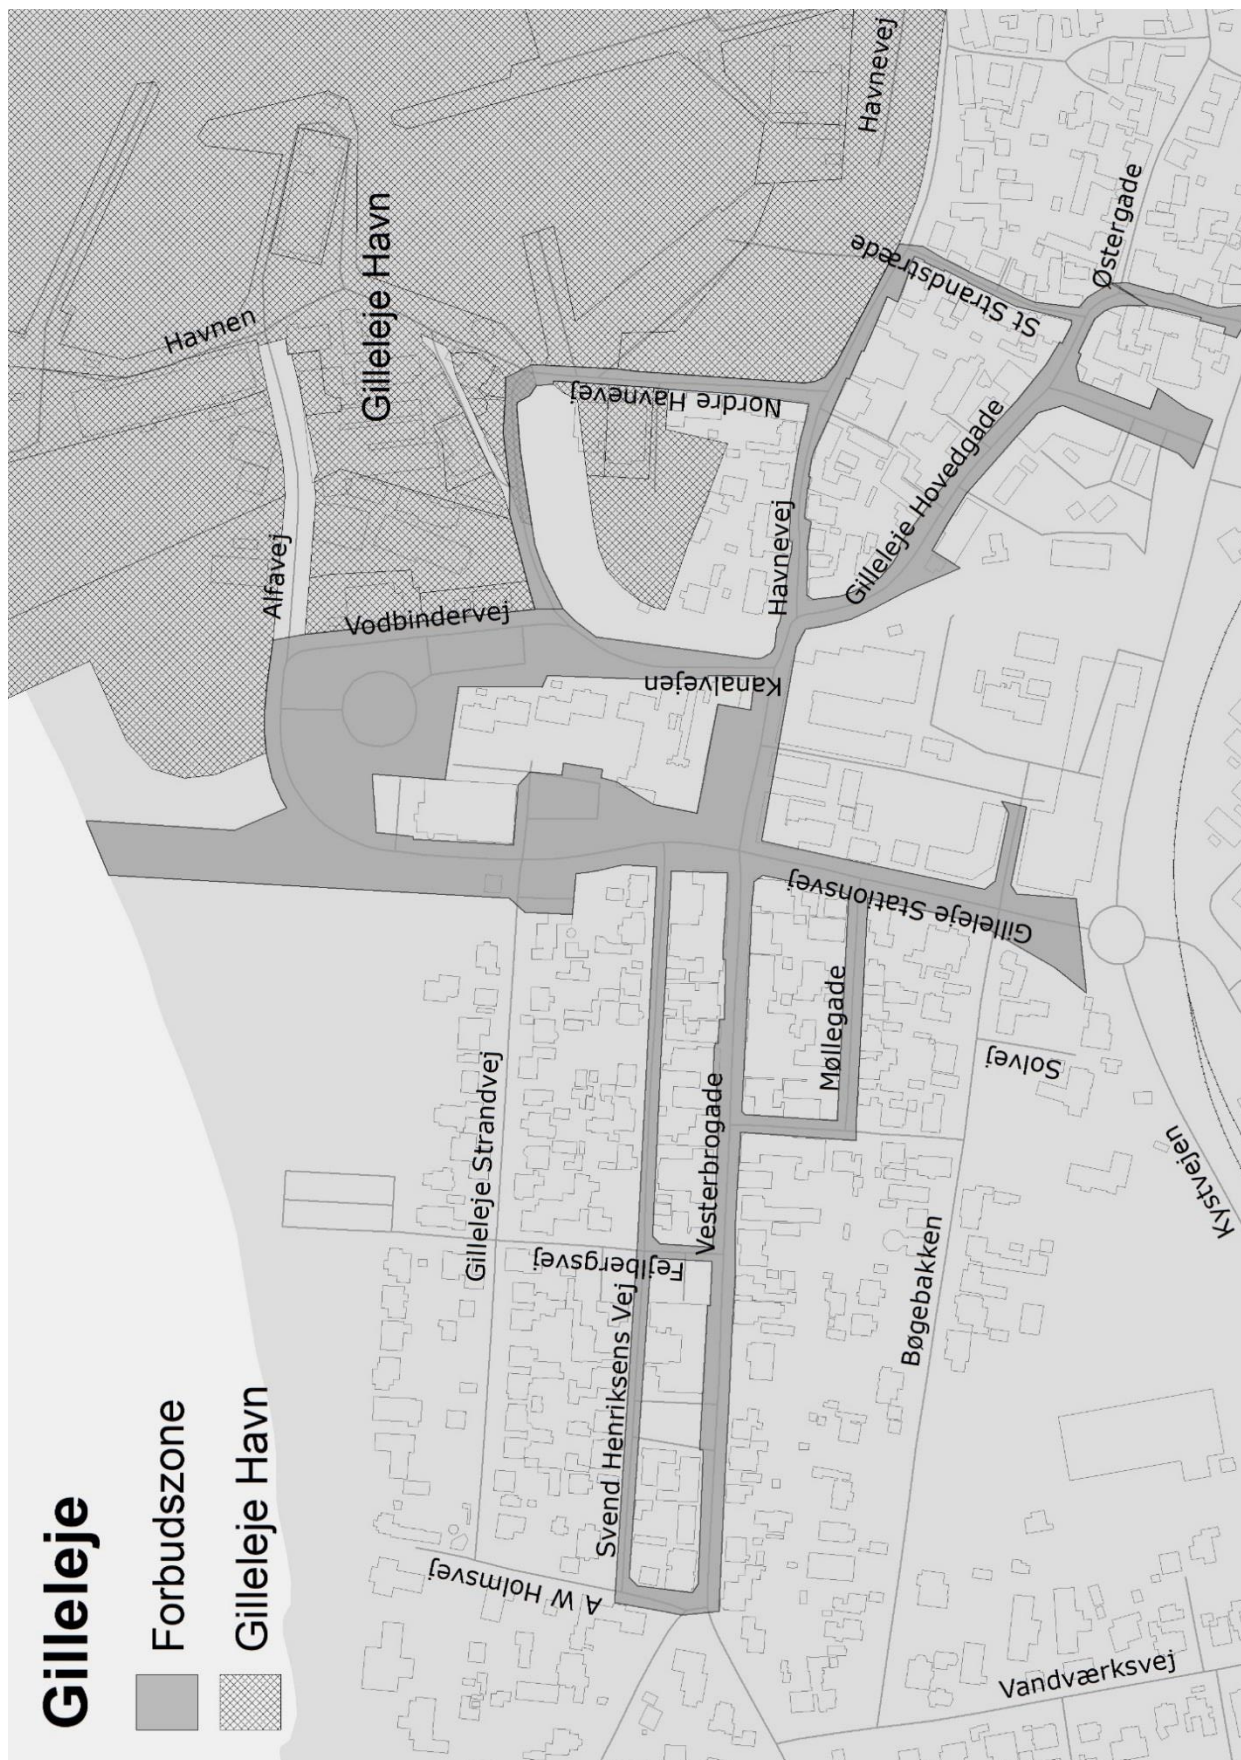 Gilleleje
Forbudszone
Gilleleje Havn
Gilleleje Havn
Havnen
Havnevej
Alfavej
Vodbindervej
Nordre Havnevej
St Strandstræde
Østergade
Havnevej
Gilleleje Hovedgade
Kanalvejen
Gilleleje Stationsvej
Møllegade
Solvej
Kystvejen
Gilleleje Strandvej
Vesterbrogade
Fejlbergsvej
Svend Henriksens Vej
Bøgebakken
A W Holmsvej
Vandværksvej